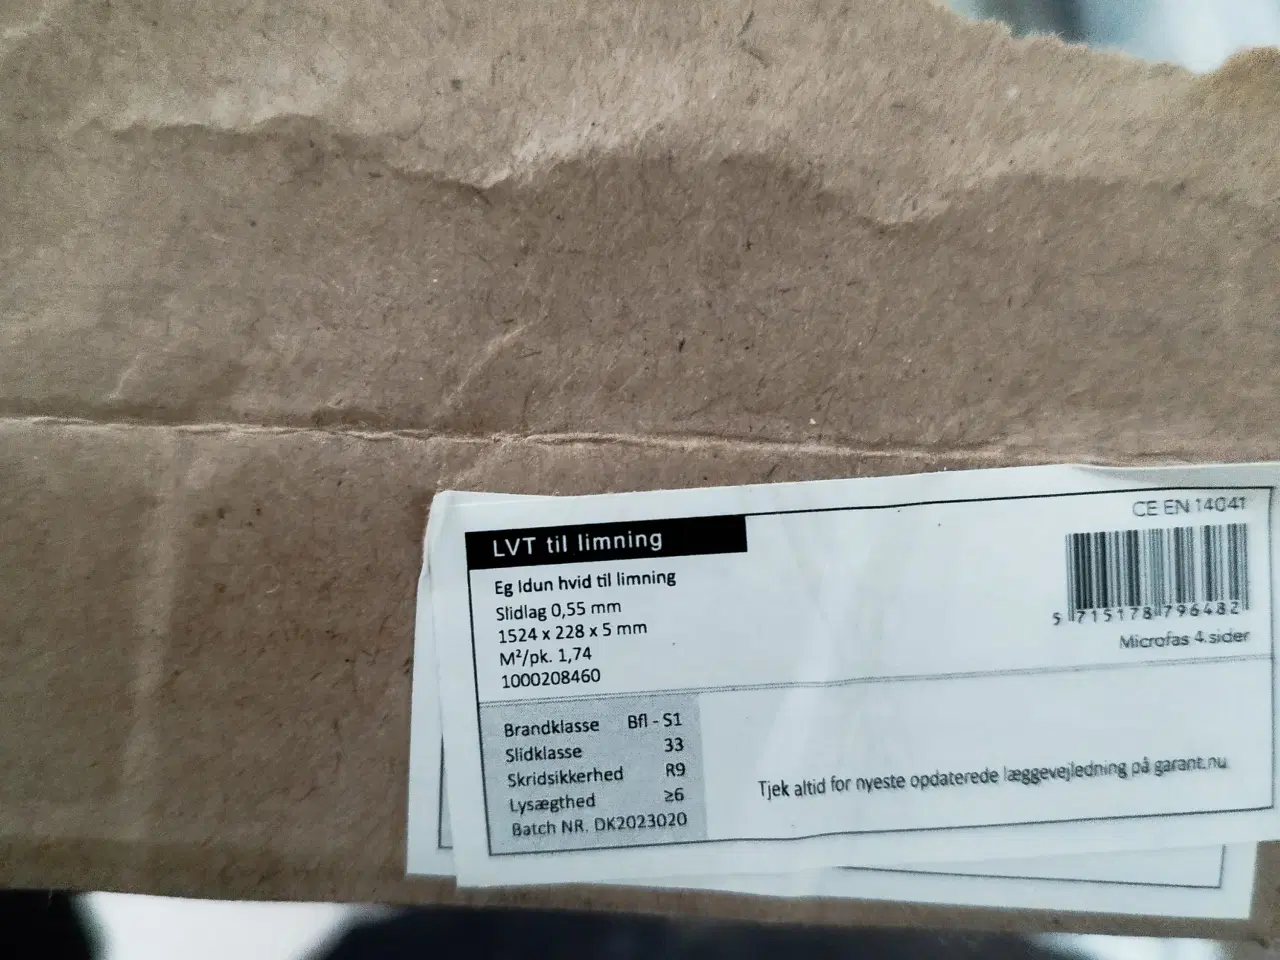 LVT til limning
CE EN 14041
Eg Idun hvid til limning
Slidlag 0,55 mm
1524 x 228 x 5 mm
M²/pk. 1,74
1000208460
5 715178 796482
Microfas 4 sider
Brandklasse Bfl - S1
Slidklasse 33
Skridsikkerhed R9
Lysægthed ≥6
Batch NR. DK2023020
Tjek altid for nyeste opdaterede læggevejledning på garant.nu